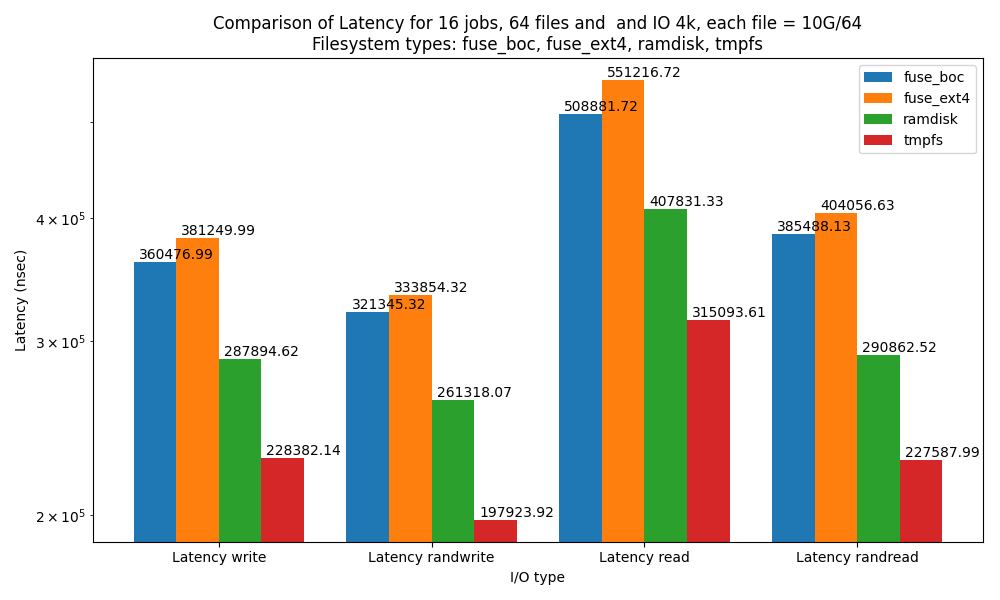 Comparison of Latency for 16 jobs, 64 files and  and IO 4k, each file = 10G/64
Filesystem types: fuse_boc, fuse_ext4, ramdisk, tmpfs
fuse_boc
fuse_ext4
ramdisk
tmpfs
Latency (nsec)
4 × 10⁵
3 × 10⁵
2 × 10⁵
360476.99
381249.99
287894.62
228382.14
321345.32
333854.32
261318.07
197923.92
508881.72
551216.72
407831.33
315093.61
385488.13
404056.63
290862.52
227587.99
Latency write
Latency randwrite
Latency read
Latency randread
I/O type